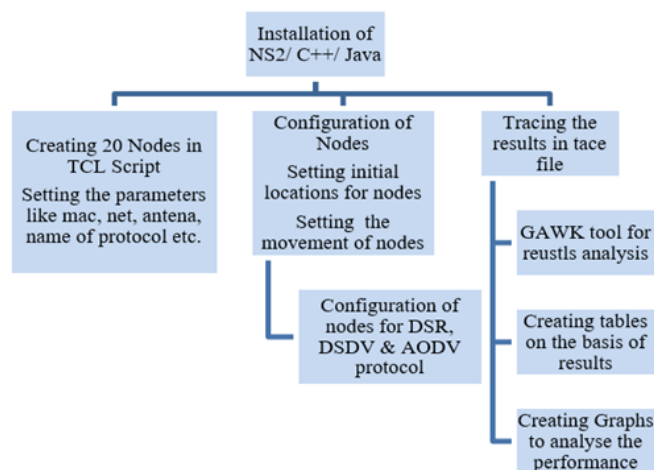 Installation of
NS2/ C++/ Java
Creating 20 Nodes in
TCL Script
Setting the parameters
like mac, net, antena,
name of protocol etc.
Configuration of
Nodes
Setting initial
locations for nodes
Setting the
movement of nodes
Configuration of
nodes for DSR,
DSDV & AODV
protocol
Tracing the
results in tace
file
GAWK tool for
reustls analysis
Creating tables
on the basis of
results
Creating Graphs
to analyse the
performance